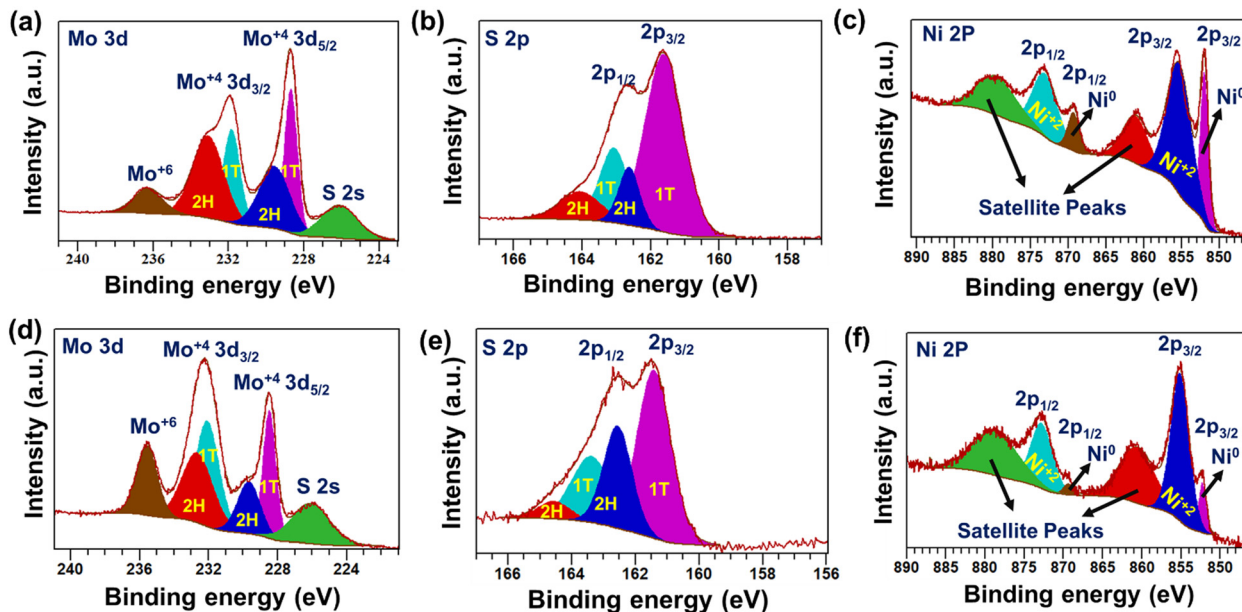 (a)
Mo 3d
Mo⁺⁴ 3d₅/₂
Mo⁺⁴ 3d₃/₂
Mo⁺⁶
S 2s
2H
1T
2H
1T
Intensity (a.u.)
240 236 232 228 224
Binding energy (eV)
(b)
S 2p
2p₃/₂
2p₁/₂
2H
1T
2H
1T
Intensity (a.u.)
166 164 162 160 158
Binding energy (eV)
(c)
Ni 2P
2p₃/₂ 2p₃/₂
2p₁/₂
2p₁/₂
Ni⁰
Ni⁰
Ni⁺²
Ni⁺²
Satellite Peaks
Intensity (a.u.)
890 885 880 875 870 865 860 855 850
Binding energy (eV)
(d)
Mo 3d
Mo⁺⁴ 3d₃/₂
Mo⁺⁴ 3d₅/₂
Mo⁺⁶
S 2s
2H
1T
2H
1T
Intensity (a.u.)
240 236 232 228 224
Binding energy (eV)
(e)
S 2p
2p₃/₂
2p₁/₂
2H
1T
2H
1T
Intensity (a.u.)
166 164 162 160 158 156
Binding energy (eV)
(f)
Ni 2P
2p₃/₂
2p₁/₂
2p₁/₂
2p₃/₂
Ni⁰
Ni⁰
Ni⁺²
Ni⁺²
Satellite Peaks
Intensity (a.u.)
890 885 880 875 870 865 860 855 850
Binding energy (eV)